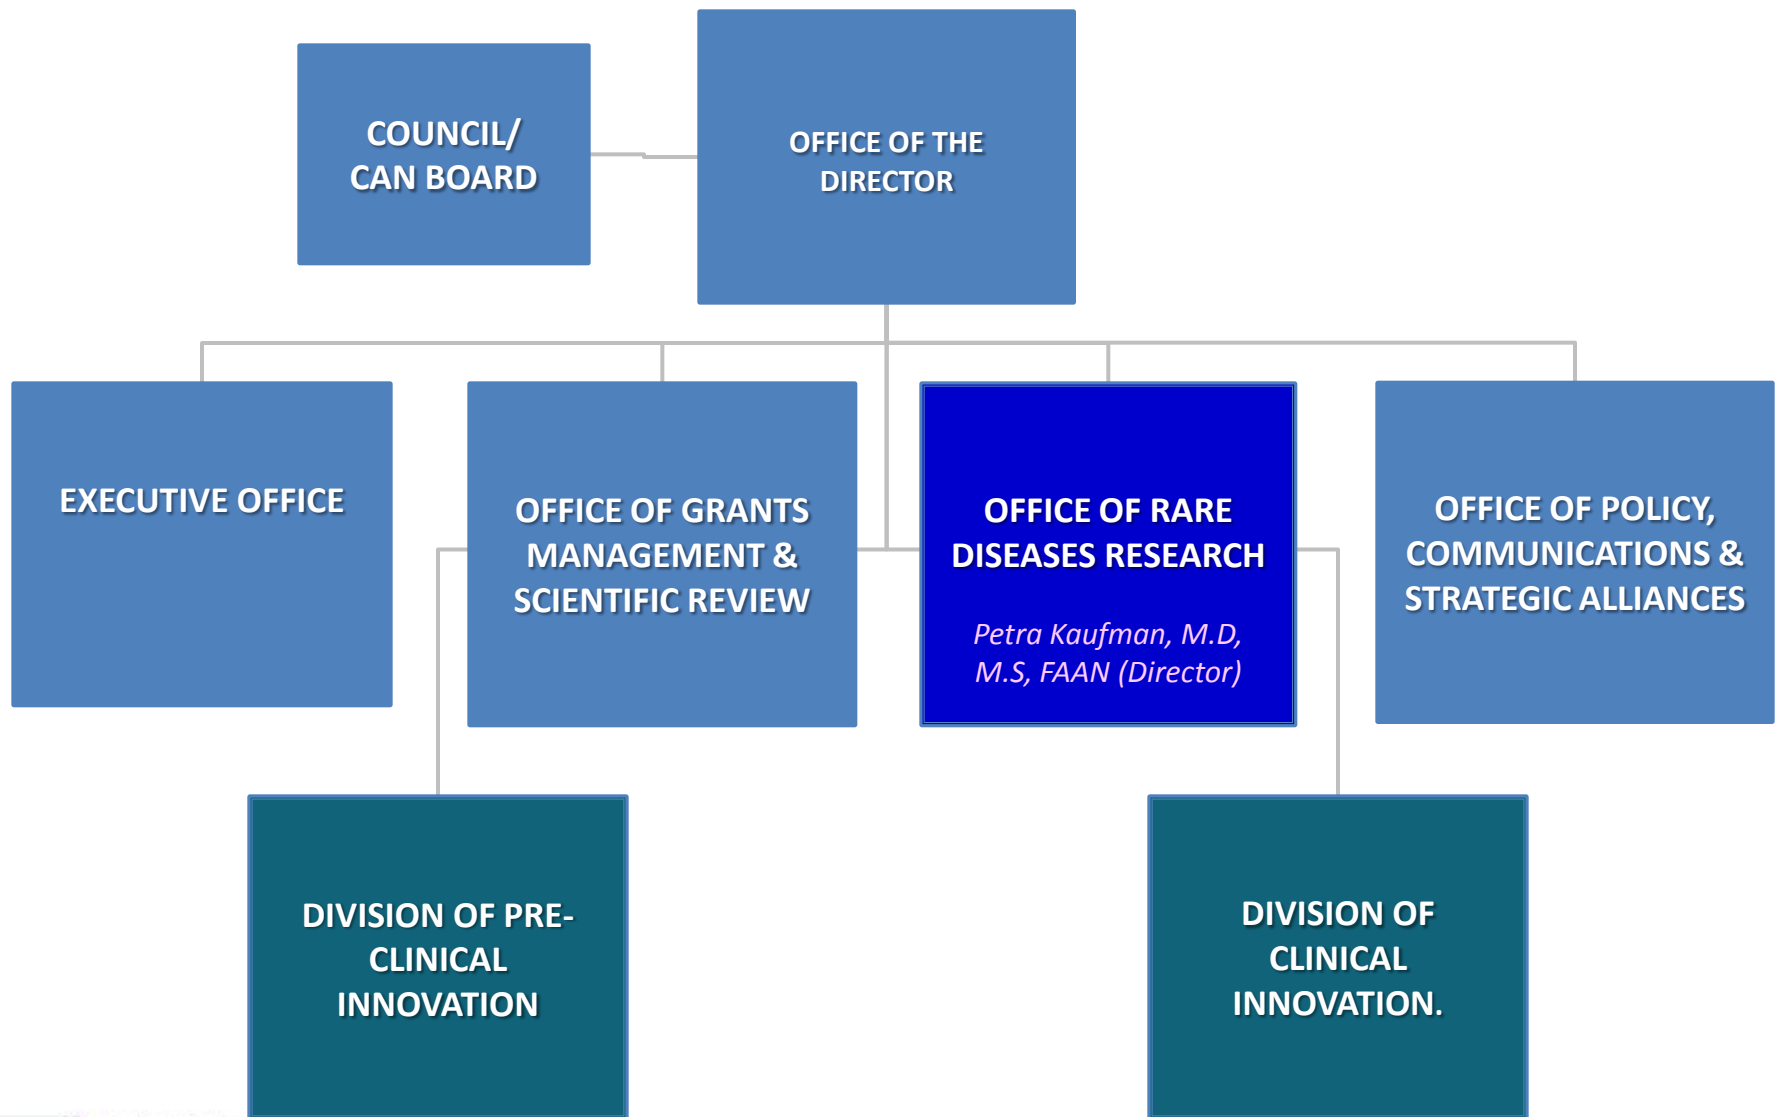 COUNCIL/
CAN BOARD
OFFICE OF THE
DIRECTOR
EXECUTIVE OFFICE
OFFICE OF GRANTS
MANAGEMENT &
SCIENTIFIC REVIEW
OFFICE OF RARE
DISEASES RESEARCH
Petra Kaufman, M.D,
M.S, FAAN (Director)
OFFICE OF POLICY,
COMMUNICATIONS &
STRATEGIC ALLIANCES
DIVISION OF PRE-
CLINICAL
INNOVATION
DIVISION OF
CLINICAL
INNOVATION.